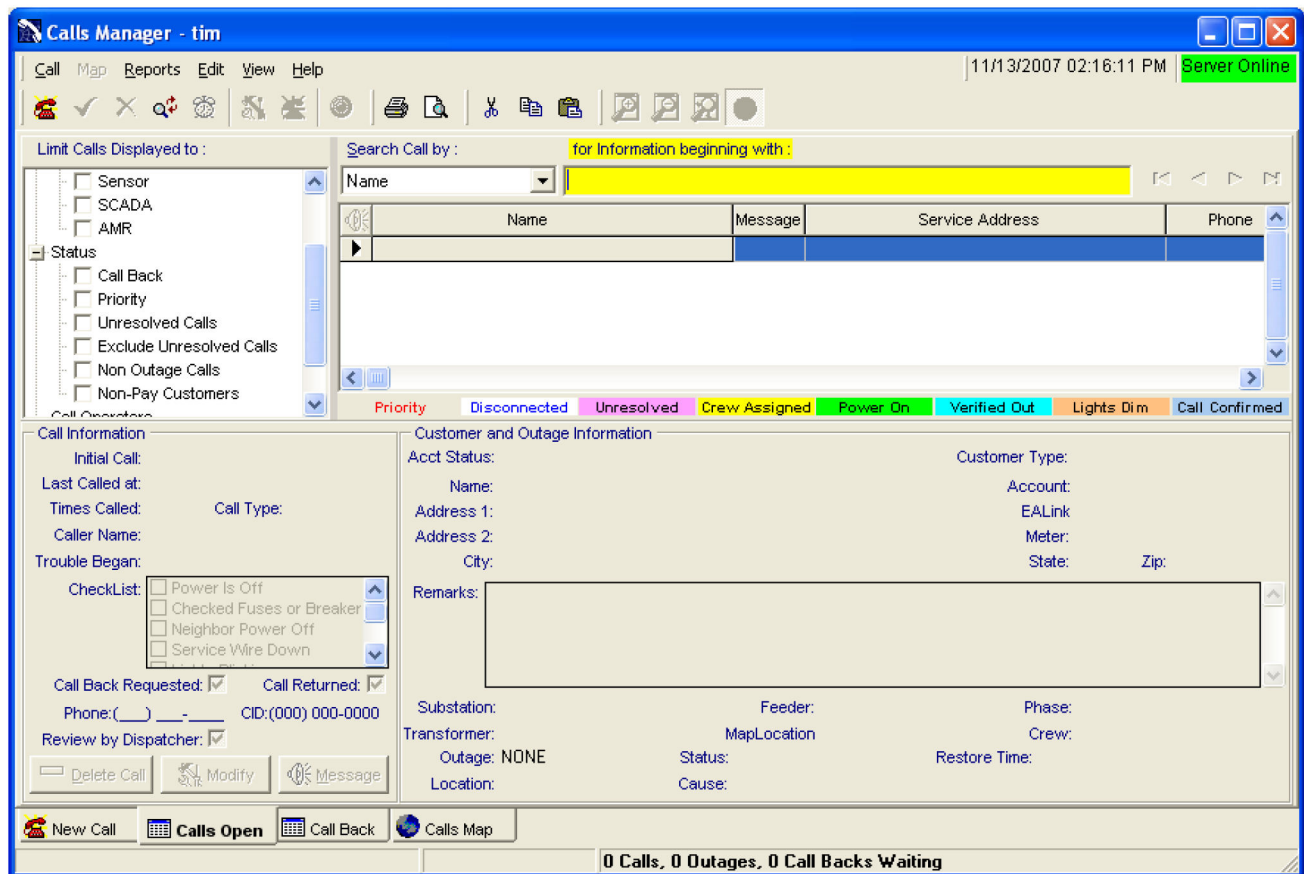 Calls Manager - tim
Call Map Reports Edit View Help
11/13/2007 02:16:11 PM Server Online
Limit Calls Displayed to :
Sensor
SCADA
AMR
Status
Call Back
Priority
Unresolved Calls
Exclude Unresolved Calls
Non Outage Calls
Non-Pay Customers
Call Operators
Search Call by : for Information beginning with :
Name
Name Message Service Address Phone
Priority Disconnected Unresolved Crew Assigned Power On Verified Out Lights Dim Call Confirmed
Call Information
Initial Call:
Last Called at:
Times Called: Call Type:
Caller Name:
Trouble Began:
CheckList: Power Is Off
Checked Fuses or Breaker
Neighbor Power Off
Service Wire Down
Call Back Requested: Call Returned:
Phone:(___) ___-____ CID:(000) 000-0000
Review by Dispatcher:
Delete Call Modify Message
Customer and Outage Information
Acct Status: Customer Type:
Name: Account:
Address 1: EALink
Address 2: Meter:
City: State: Zip:
Remarks:
Substation: Feeder: Phase:
Transformer: MapLocation Crew:
Outage: NONE Status: Restore Time:
Location: Cause:
New Call Calls Open Call Back Calls Map
0 Calls, 0 Outages, 0 Call Backs Waiting